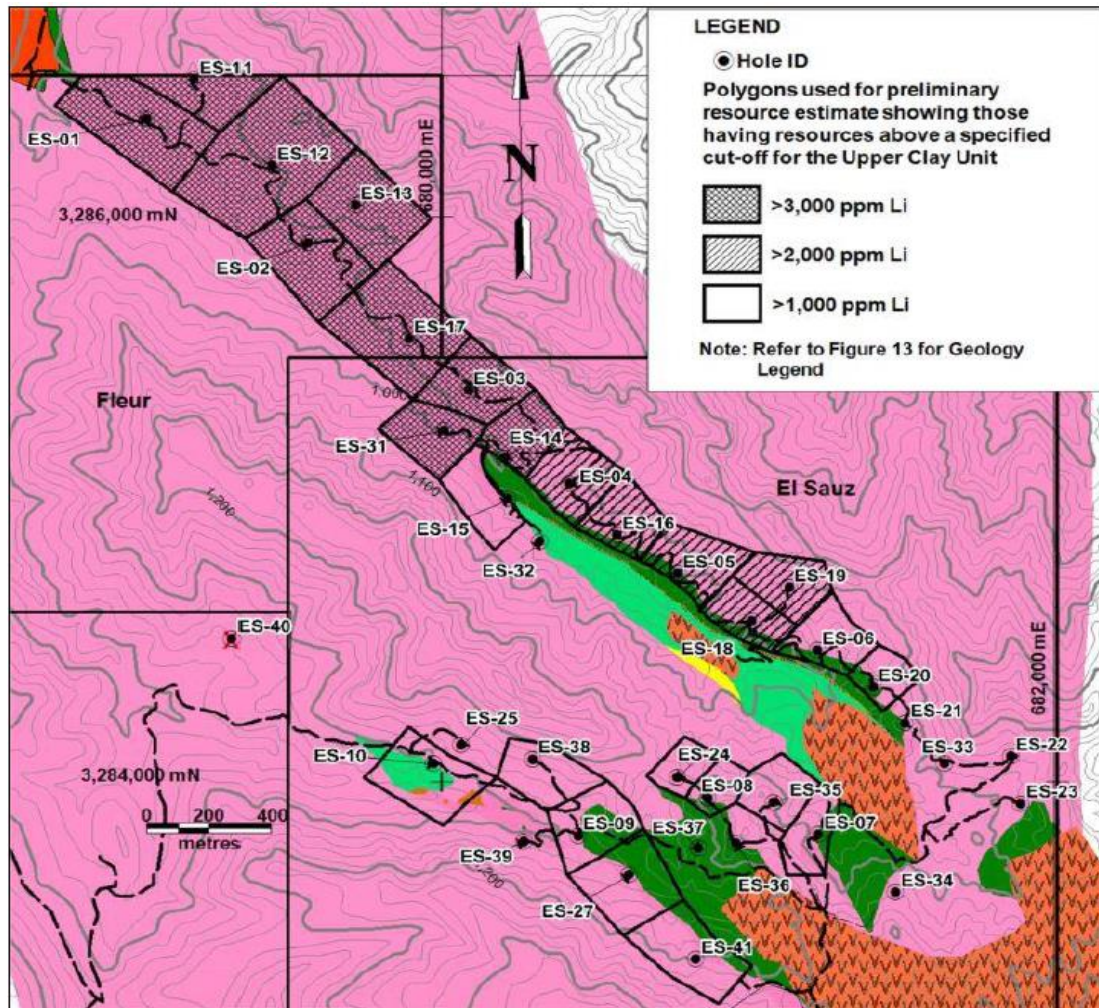 LEGEND
Hole ID
Polygons used for preliminary
resource estimate showing those
having resources above a specified
cut-off for the Upper Clay Unit
>3,000 ppm Li
>2,000 ppm Li
>1,000 ppm Li
Note: Refer to Figure 13 for Geology
Legend
ES-11
ES-01
ES-12
680,000 mE
N
ES-13
3,286,000 mN
ES-02
ES-17
ES-03
1,000
Fleur
ES-31
ES-14
1,100
ES-04
El Sauz
1,200
ES-15
ES-16
ES-32
ES-05
ES-19
ES-40
ES-18
ES-06
ES-20
682,000 mE
ES-21
ES-25
ES-38
ES-33
ES-22
ES-10
ES-24
3,284,000 mN
ES-08
ES-35
ES-23
0 200 400
metres
ES-09
ES-37
ES-07
ES-39
1,200
ES-36
ES-34
ES-27
ES-41